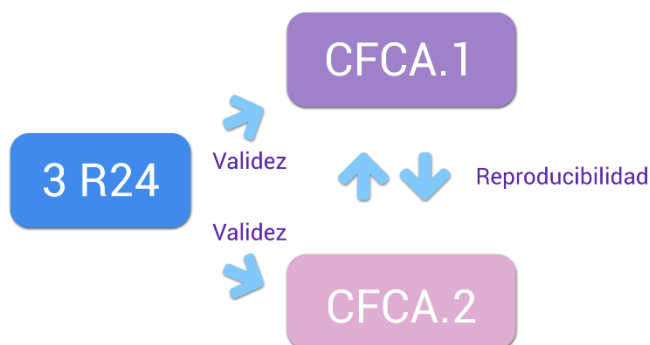 CFCA.1
3 R24
Validez
Reproducibilidad
Validez
CFCA.2